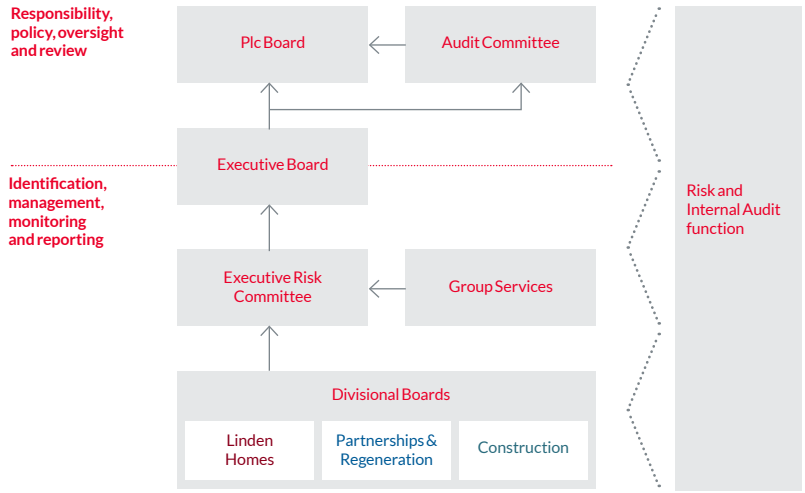 Responsibility,
policy, oversight
and review
Plc Board
Audit Committee
Executive Board
Identification,
management,
monitoring
and reporting
Risk and
Internal Audit
function
Executive Risk
Committee
Group Services
Divisional Boards
Linden
Homes
Partnerships &
Regeneration
Construction